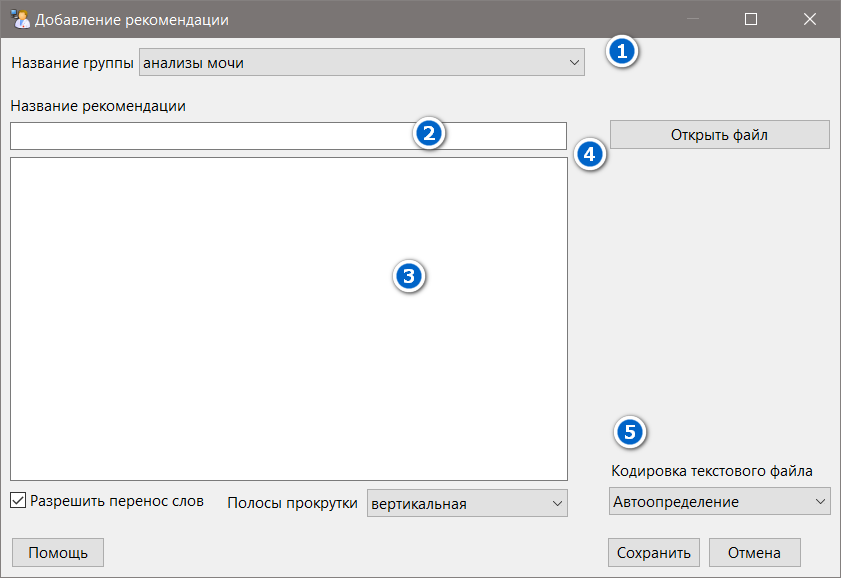 Добавление рекомендации
1
Название группы анализы мочи
Название рекомендации
2
Открыть файл
4
3
5
Кодировка текстового файла
Разрешить перенос слов Полосы прокрутки вертикальная Автоопределение
Помощь Сохранить Отмена